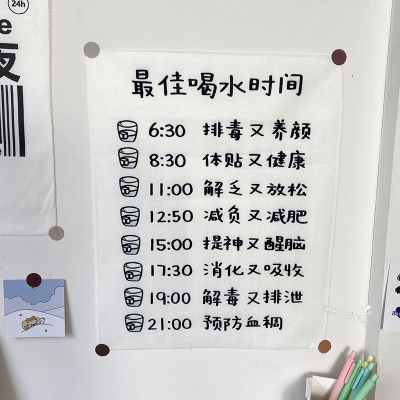 24h
e
夜
最佳喝水时间
6:30 排毒又养颜
8:30 体贴又健康
11:00 解乏又放松
12:50 减负又减肥
15:00 提神又醒脑
17:30 消化又吸收
19:00 解毒又排泄
21:00 预防血稠